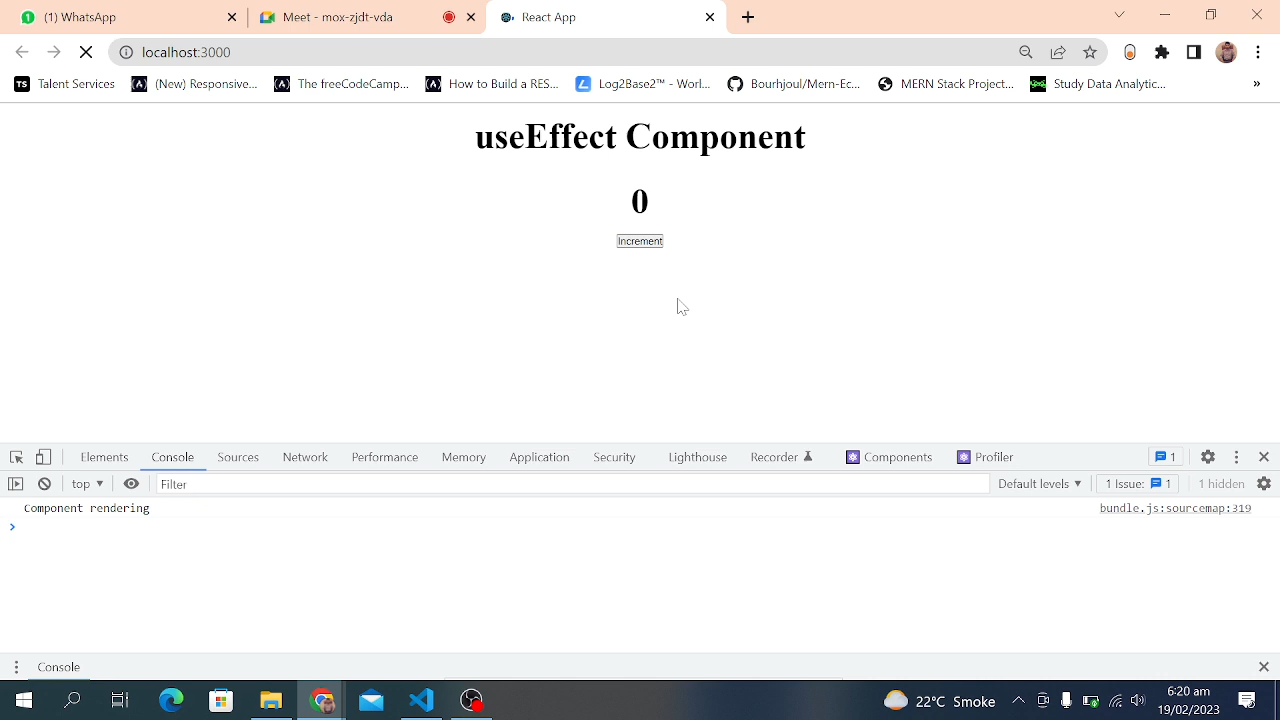 (1) WhatsApp
Meet - mox-zjdt-vda
React App
localhost:3000
TS Talent Services
(New) Responsive...
The freeCodeCamp...
How to Build a RES...
Log2Base2™ - Worl...
Bourhjoul/Mern-Ec...
MERN Stack Project...
Study Data Analytic...
»
useEffect Component
0
Increment
Elements Console Sources Network Performance Memory Application Security Lighthouse Recorder Components Profiler 1
top ▼ Filter Default levels ▼ 1 Issue: 1 1 hidden
Component rendering bundle.js:sourcemap:319
Console
22°C Smoke
6:20 am
19/02/2023